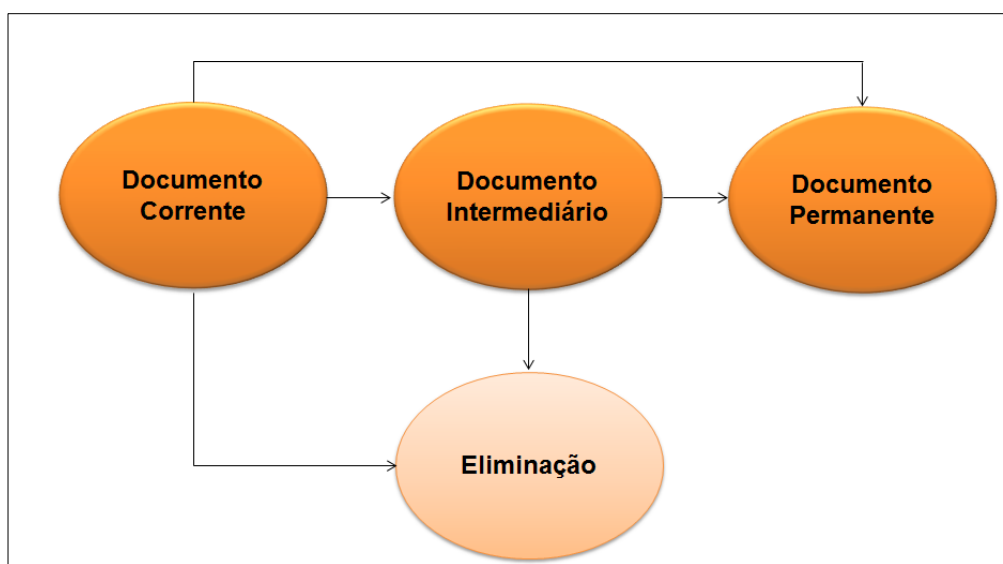 Documento
Corrente
Documento
Intermediário
Documento
Permanente
Eliminação